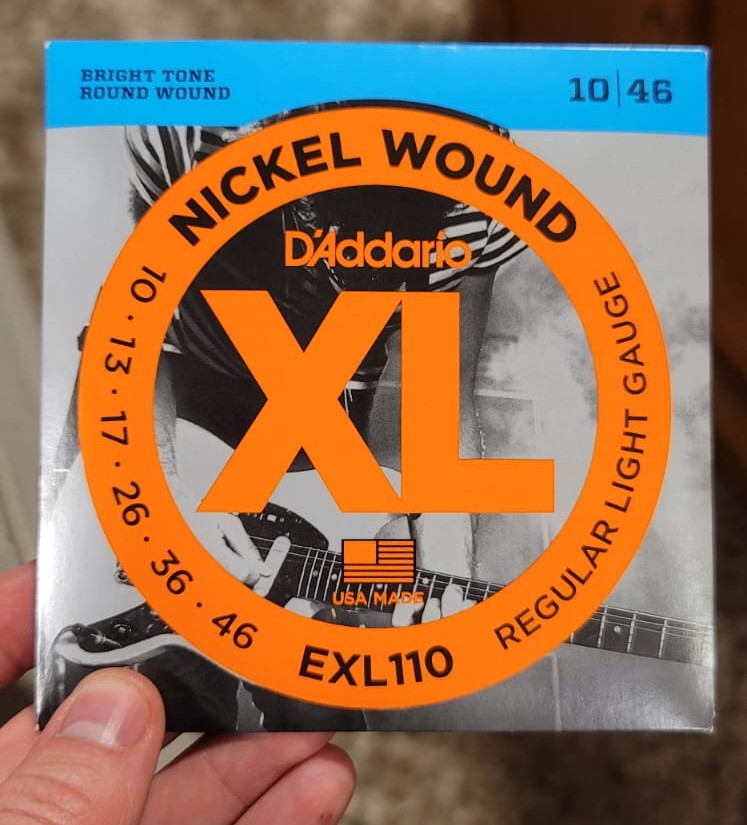 BRIGHT TONE
ROUND WOUND
10|46
NICKEL WOUND
D'Addario
XL
USA MADE
10 · 13 · 17 · 26 · 36 · 46
EXL110
REGULAR LIGHT GAUGE